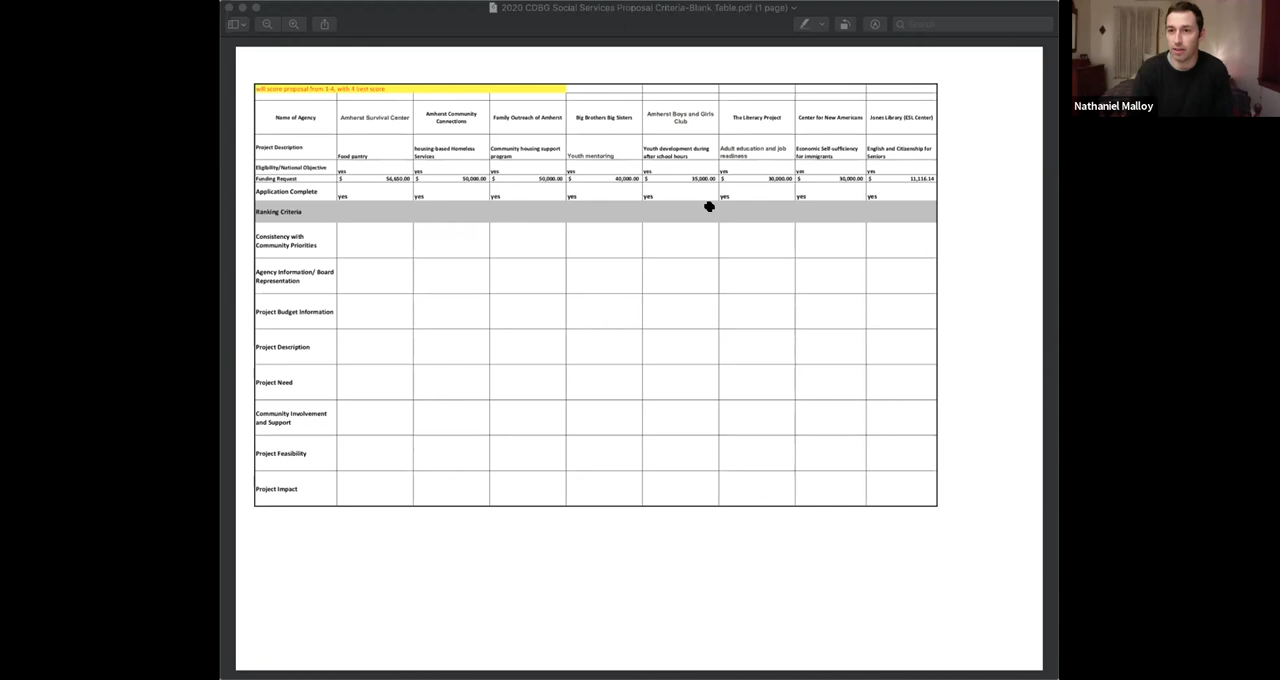 2020 CDBG Social Services Proposal Criteria-Blank Table.pdf (1 page)
Search
Nathaniel Malloy
will score proposal from 1-4, with 4 best score
Name of Agency Amherst Survival Center Amherst Community Connections Family Outreach of Amherst Big Brothers Big Sisters Amherst Boys and Girls Club The Literacy Project Center for New Americans Jones Library (ESL Center)
Project Description Food pantry housing-based Homeless Services Community housing support program Youth mentoring Youth development during after school hours Adult education and job readiness Economic Self-sufficiency for immigrants English and Citizenship for Seniors
Eligibility/National Objective yes yes yes yes yes yes yes yes
Funding Request $ 56,650.00 $ 50,000.00 $ 50,000.00 $ 40,000.00 $ 35,000.00 $ 30,000.00 $ 30,000.00 $ 11,116.14
Application Complete yes yes yes yes yes yes yes yes
Ranking Criteria
Consistency with
Community Priorities
Agency Information/ Board
Representation
Project Budget Information
Project Description
Project Need
Community Involvement
and Support
Project Feasibility
Project Impact